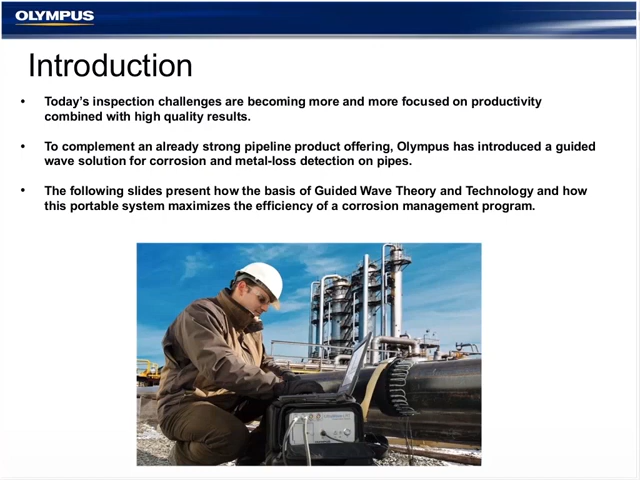 OLYMPUS
Introduction
• Today’s inspection challenges are becoming more and more focused on productivity
combined with high quality results.
• To complement an already strong pipeline product offering, Olympus has introduced a guided
wave solution for corrosion and metal-loss detection on pipes.
• The following slides present how the basis of Guided Wave Theory and Technology and how
this portable system maximizes the efficiency of a corrosion management program.